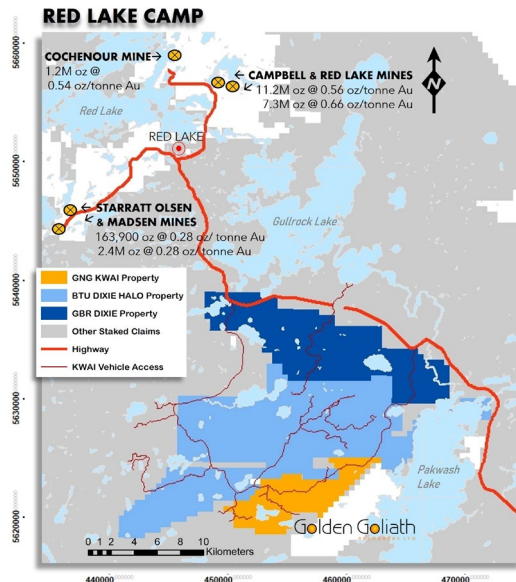 RED LAKE CAMP
5660000
COCHENOUR MINE
1.2M oz @
0.54 oz/tonne Au
CAMPBELL & RED LAKE MINES
11.2M oz @ 0.56 oz/tonne Au
7.3M oz @ 0.66 oz/tonne Au
N
Red Lake
RED LAKE
5650000
STARRATT OLSEN
& MADSEN MINES
163,900 oz @ 0.28 oz/ tonne Au
2.4M oz @ 0.28 oz/ tonne Au
Gullrock Lake
5640000
GNG KWAI Property
BTU DIXIE HALO Property
GBR DIXIE Property
Other Staked Claims
Highway
KWAI Vehicle Access
5630000
Pakwash
Lake
5620000
Golden Goliath
0 1 2 4 6 8 10
Kilometers
440000
450000
460000
470000